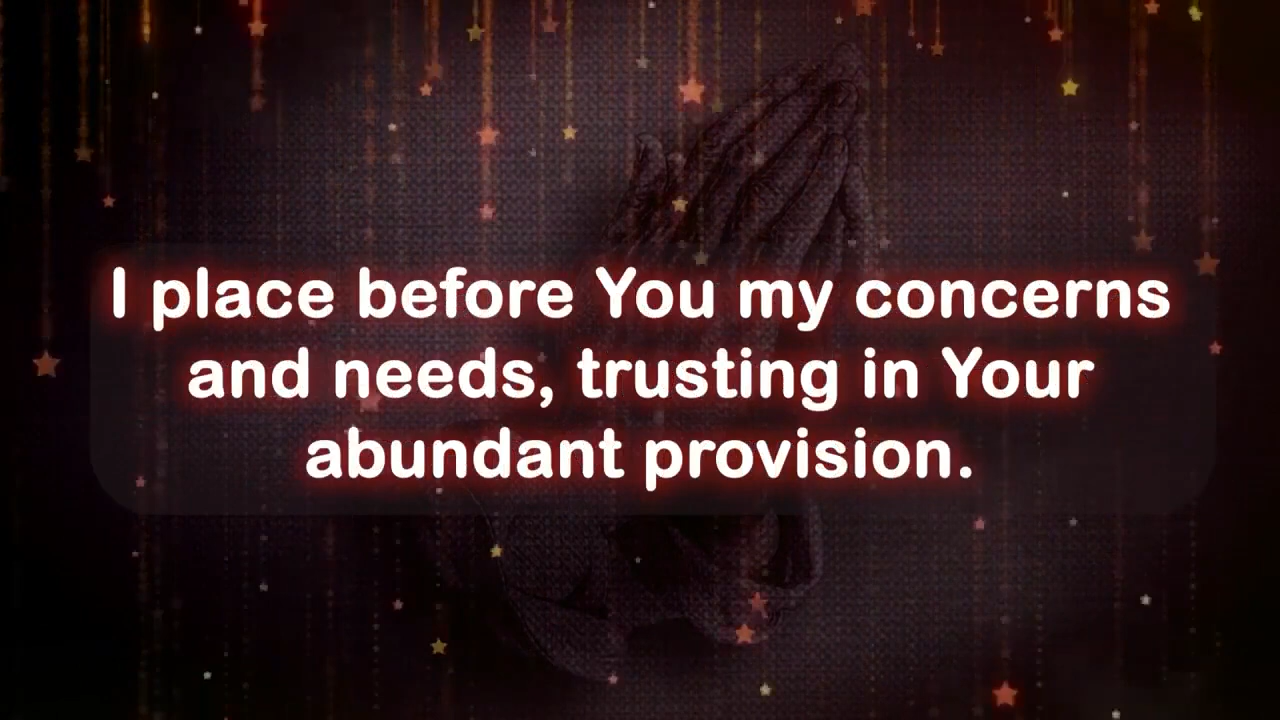 I place before You my concerns
and needs, trusting in Your
abundant provision.